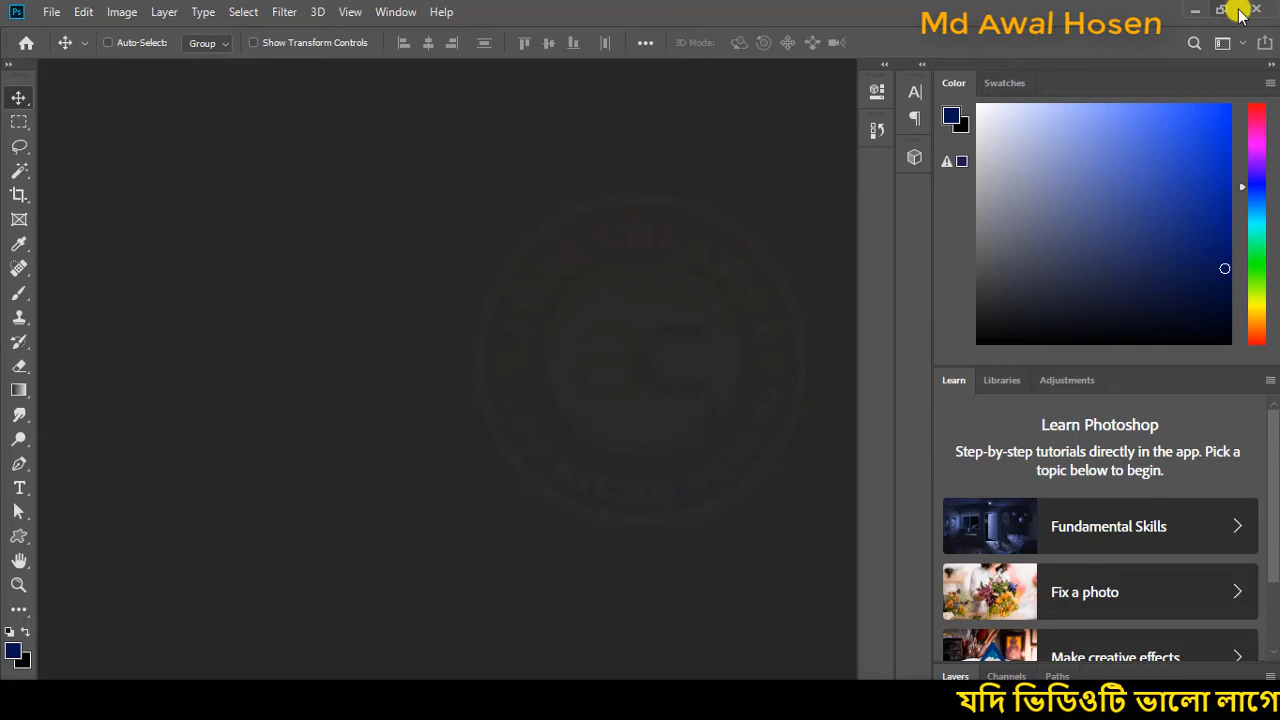 Ps File Edit Image Layer Type Select Filter 3D View Window Help
Md Awal Hosen
Auto-Select: Group Show Transform Controls 3D Mode:
Color Swatches
Learn Libraries Adjustments
Learn Photoshop
Step-by-step tutorials directly in the app. Pick a
topic below to begin.
Fundamental Skills
Fix a photo
Make creative effects
Layers Channels Paths
যদি ভিডিওটি ভালো লাগে